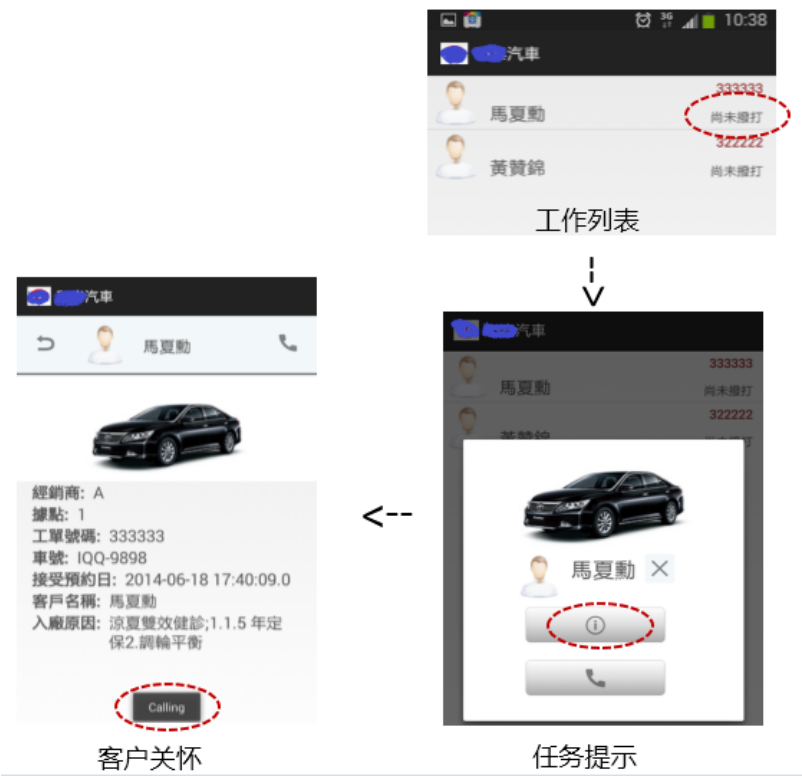 3G
10:38
汽車
333333
馬夏勳
尚未撥打
322222
黃贊錦
尚未撥打
工作列表
汽車
333333
馬夏勳
尚未撥打
322222
馬夏勳
任务提示
汽車
馬夏勳
經銷商: A
據點: 1
工單號碼: 333333
車號: IQQ-9898
接受預約日: 2014-06-18 17:40:09.0
客戶名稱: 馬夏勳
入廠原因: 涼夏雙效健診;1.1.5 年定
保2.調輪平衡
Calling
客户关怀